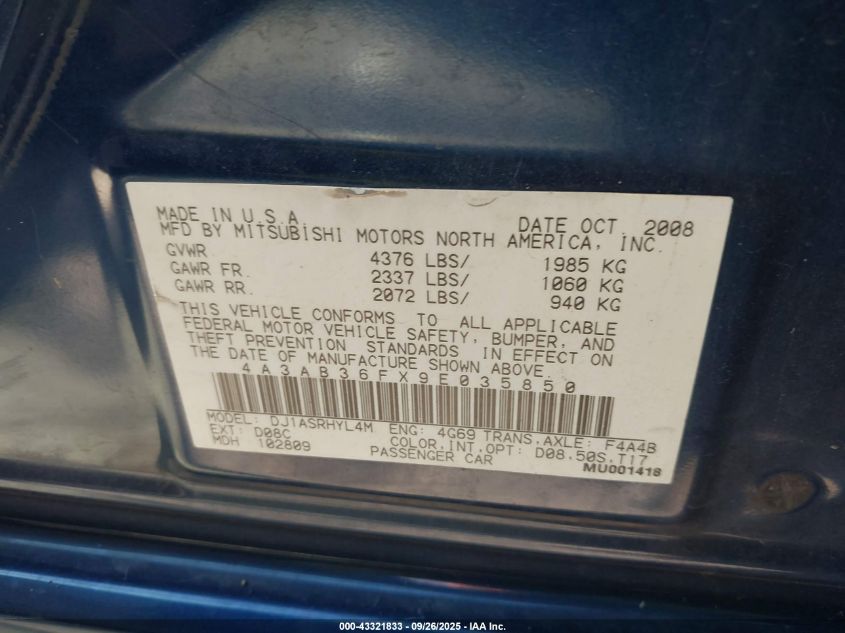 MADE IN U.S.A. DATE OCT. 2008
MFD BY MITSUBISHI MOTORS NORTH AMERICA, INC.
GVWR 4376 LBS/ 1985 KG
GAWR FR. 2337 LBS/ 1060 KG
GAWR RR. 2072 LBS/ 940 KG
THIS VEHICLE CONFORMS TO ALL APPLICABLE
FEDERAL MOTOR VEHICLE SAFETY, BUMPER, AND
THEFT PREVENTION STANDARDS IN EFFECT ON
THE DATE OF MANUFACTURE SHOWN ABOVE.
4A3AB36FX9E035850
MODEL: DJ1ASRHYL4M ENG: 4G69 TRANS,AXLE: F4A4B
EXT: D08C COLOR,INT,OPT: D08.50S.T17
MDH 102809 PASSENGER CAR MU001418
000-43321833 - 09/26/2025 - IAA Inc.